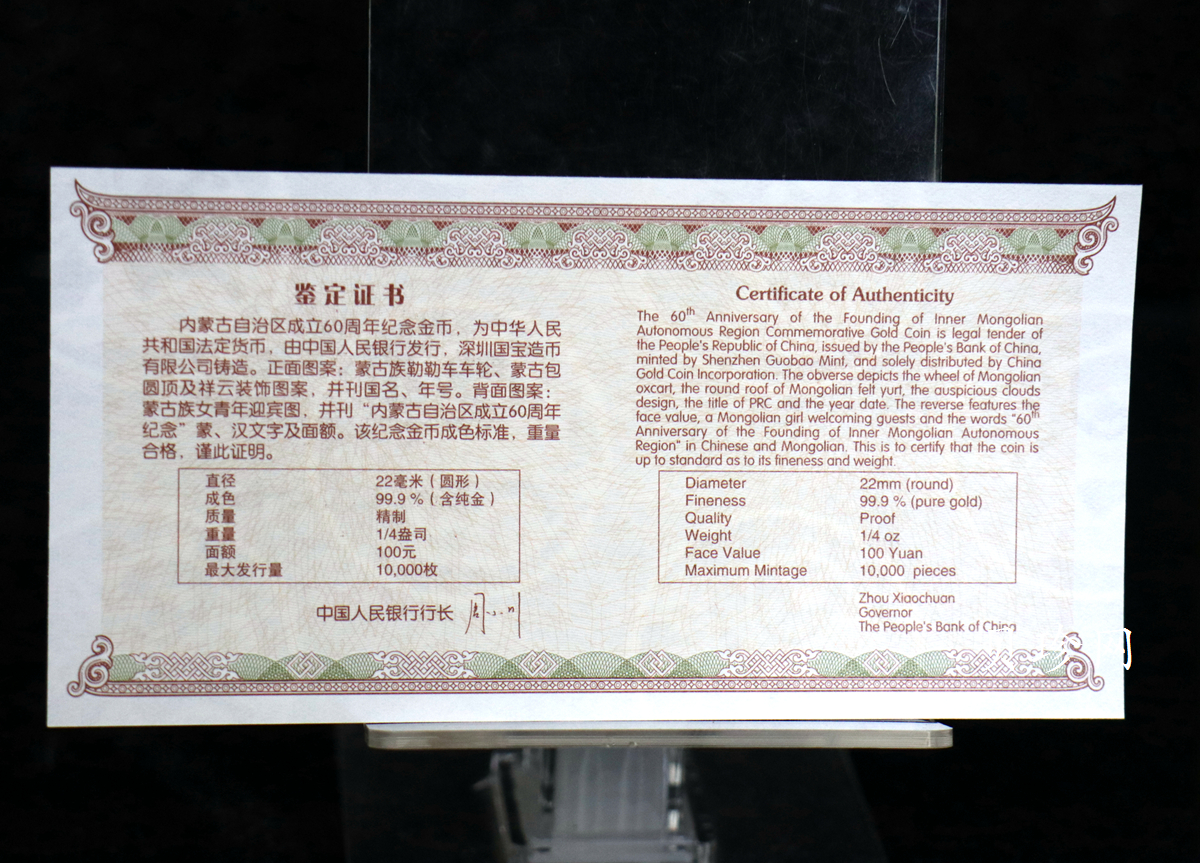 鉴定证书
内蒙古自治区成立60周年纪念金币，为中华人民
共和国法定货币，由中国人民银行发行，深圳国宝造币
有限公司铸造。正面图案：蒙古族勒勒车车轮、蒙古包
圆顶及祥云装饰图案，并刊国名、年号。背面图案：
蒙古族女青年迎宾图，并刊“内蒙古自治区成立60周年
纪念”蒙、汉文字及面额。该纪念金币成色标准，重量
合格，谨此证明。
直径 22毫米（圆形）
成色 99.9 %（含纯金）
质量 精制
重量 1/4盎司
面额 100元
最大发行量 10,000枚
中国人民银行行长
Certificate of Authenticity
The 60th Anniversary of the Founding of Inner Mongolian
Autonomous Region Commemorative Gold Coin is legal tender of
the People's Republic of China, issued by the People's Bank of China,
minted by Shenzhen Guobao Mint, and solely distributed by China
Gold Coin Incorporation. The obverse depicts the wheel of Mongolian
oxcart, the round roof of Mongolian felt yurt, the auspicious clouds
design, the title of PRC and the year date. The reverse features the
face value, a Mongolian girl welcoming guests and the words “60th
Anniversary of the Founding of Inner Mongolian Autonomous
Region” in Chinese and Mongolian. This is to certify that the coin is
up to standard as to its fineness and weight.
Diameter 22mm (round)
Fineness 99.9 % (pure gold)
Quality Proof
Weight 1/4 oz
Face Value 100 Yuan
Maximum Mintage 10,000 pieces
Zhou Xiaochuan
Governor
The People's Bank of China